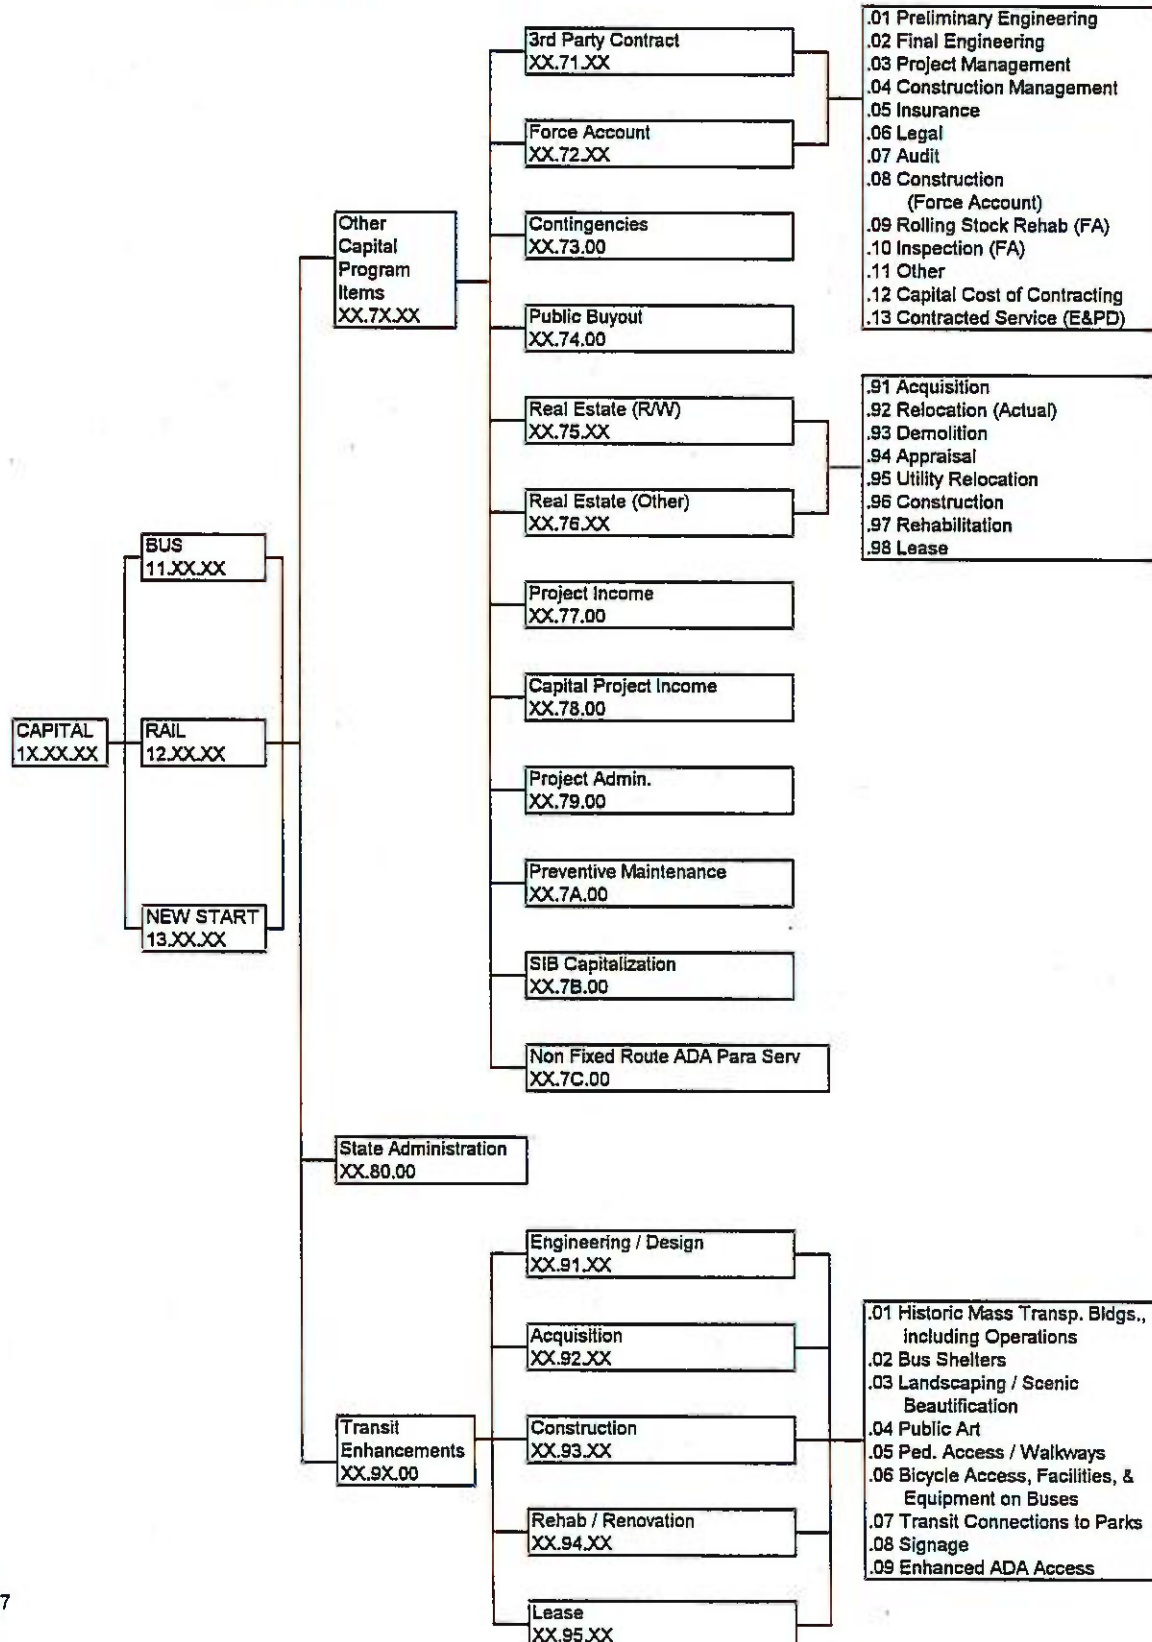 CAPITAL
1X.XX.XX
BUS
11.XX.XX
RAIL
12.XX.XX
NEW START
13.XX.XX
Other
Capital
Program
Items
XX.7X.XX
3rd Party Contract
XX.71.XX
Force Account
XX.72.XX
Contingencies
XX.73.00
Public Buyout
XX.74.00
Real Estate (R/W)
XX.75.XX
Real Estate (Other)
XX.76.XX
Project Income
XX.77.00
Capital Project Income
XX.78.00
Project Admin.
XX.79.00
Preventive Maintenance
XX.7A.00
SIB Capitalization
XX.7B.00
Non Fixed Route ADA Para Serv
XX.7C.00
.01 Preliminary Engineering
.02 Final Engineering
.03 Project Management
.04 Construction Management
.05 Insurance
.06 Legal
.07 Audit
.08 Construction
(Force Account)
.09 Rolling Stock Rehab (FA)
.10 Inspection (FA)
.11 Other
.12 Capital Cost of Contracting
.13 Contracted Service (E&PD)
.91 Acquisition
.92 Relocation (Actual)
.93 Demolition
.94 Appraisal
.95 Utility Relocation
.96 Construction
.97 Rehabilitation
.98 Lease
State Administration
XX.80.00
Transit
Enhancements
XX.9X.00
Engineering / Design
XX.91.XX
Acquisition
XX.92.XX
Construction
XX.93.XX
Rehab / Renovation
XX.94.XX
Lease
XX.95.XX
.01 Historic Mass Transp. Bldgs.,
including Operations
.02 Bus Shelters
.03 Landscaping / Scenic
Beautification
.04 Public Art
.05 Ped. Access / Walkways
.06 Bicycle Access, Facilities, &
Equipment on Buses
.07 Transit Connections to Parks
.08 Signage
.09 Enhanced ADA Access
7